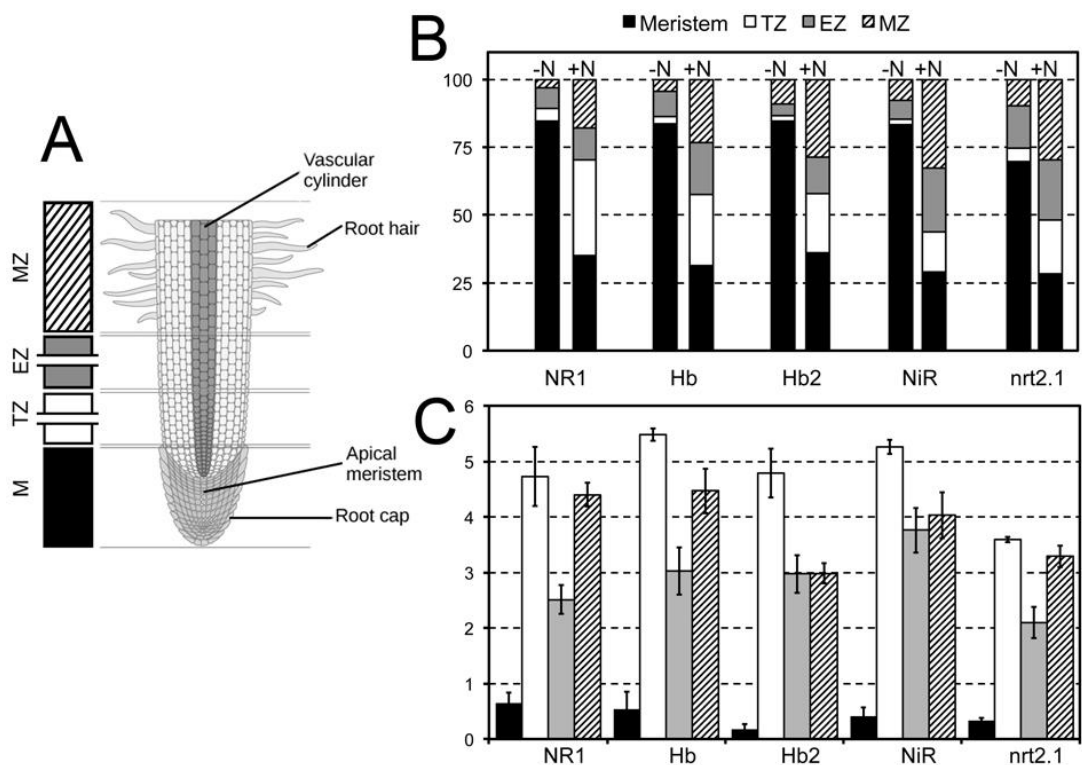 A
MZ
EZ
TZ
M
Vascular
cylinder
Root hair
Apical
meristem
Root cap
B
Meristem TZ EZ MZ
-N +N -N +N -N +N -N +N -N +N
100
75
50
25
0
NR1 Hb Hb2 NiR nrt2.1
C
6
5
4
3
2
1
0
NR1 Hb Hb2 NiR nrt2.1